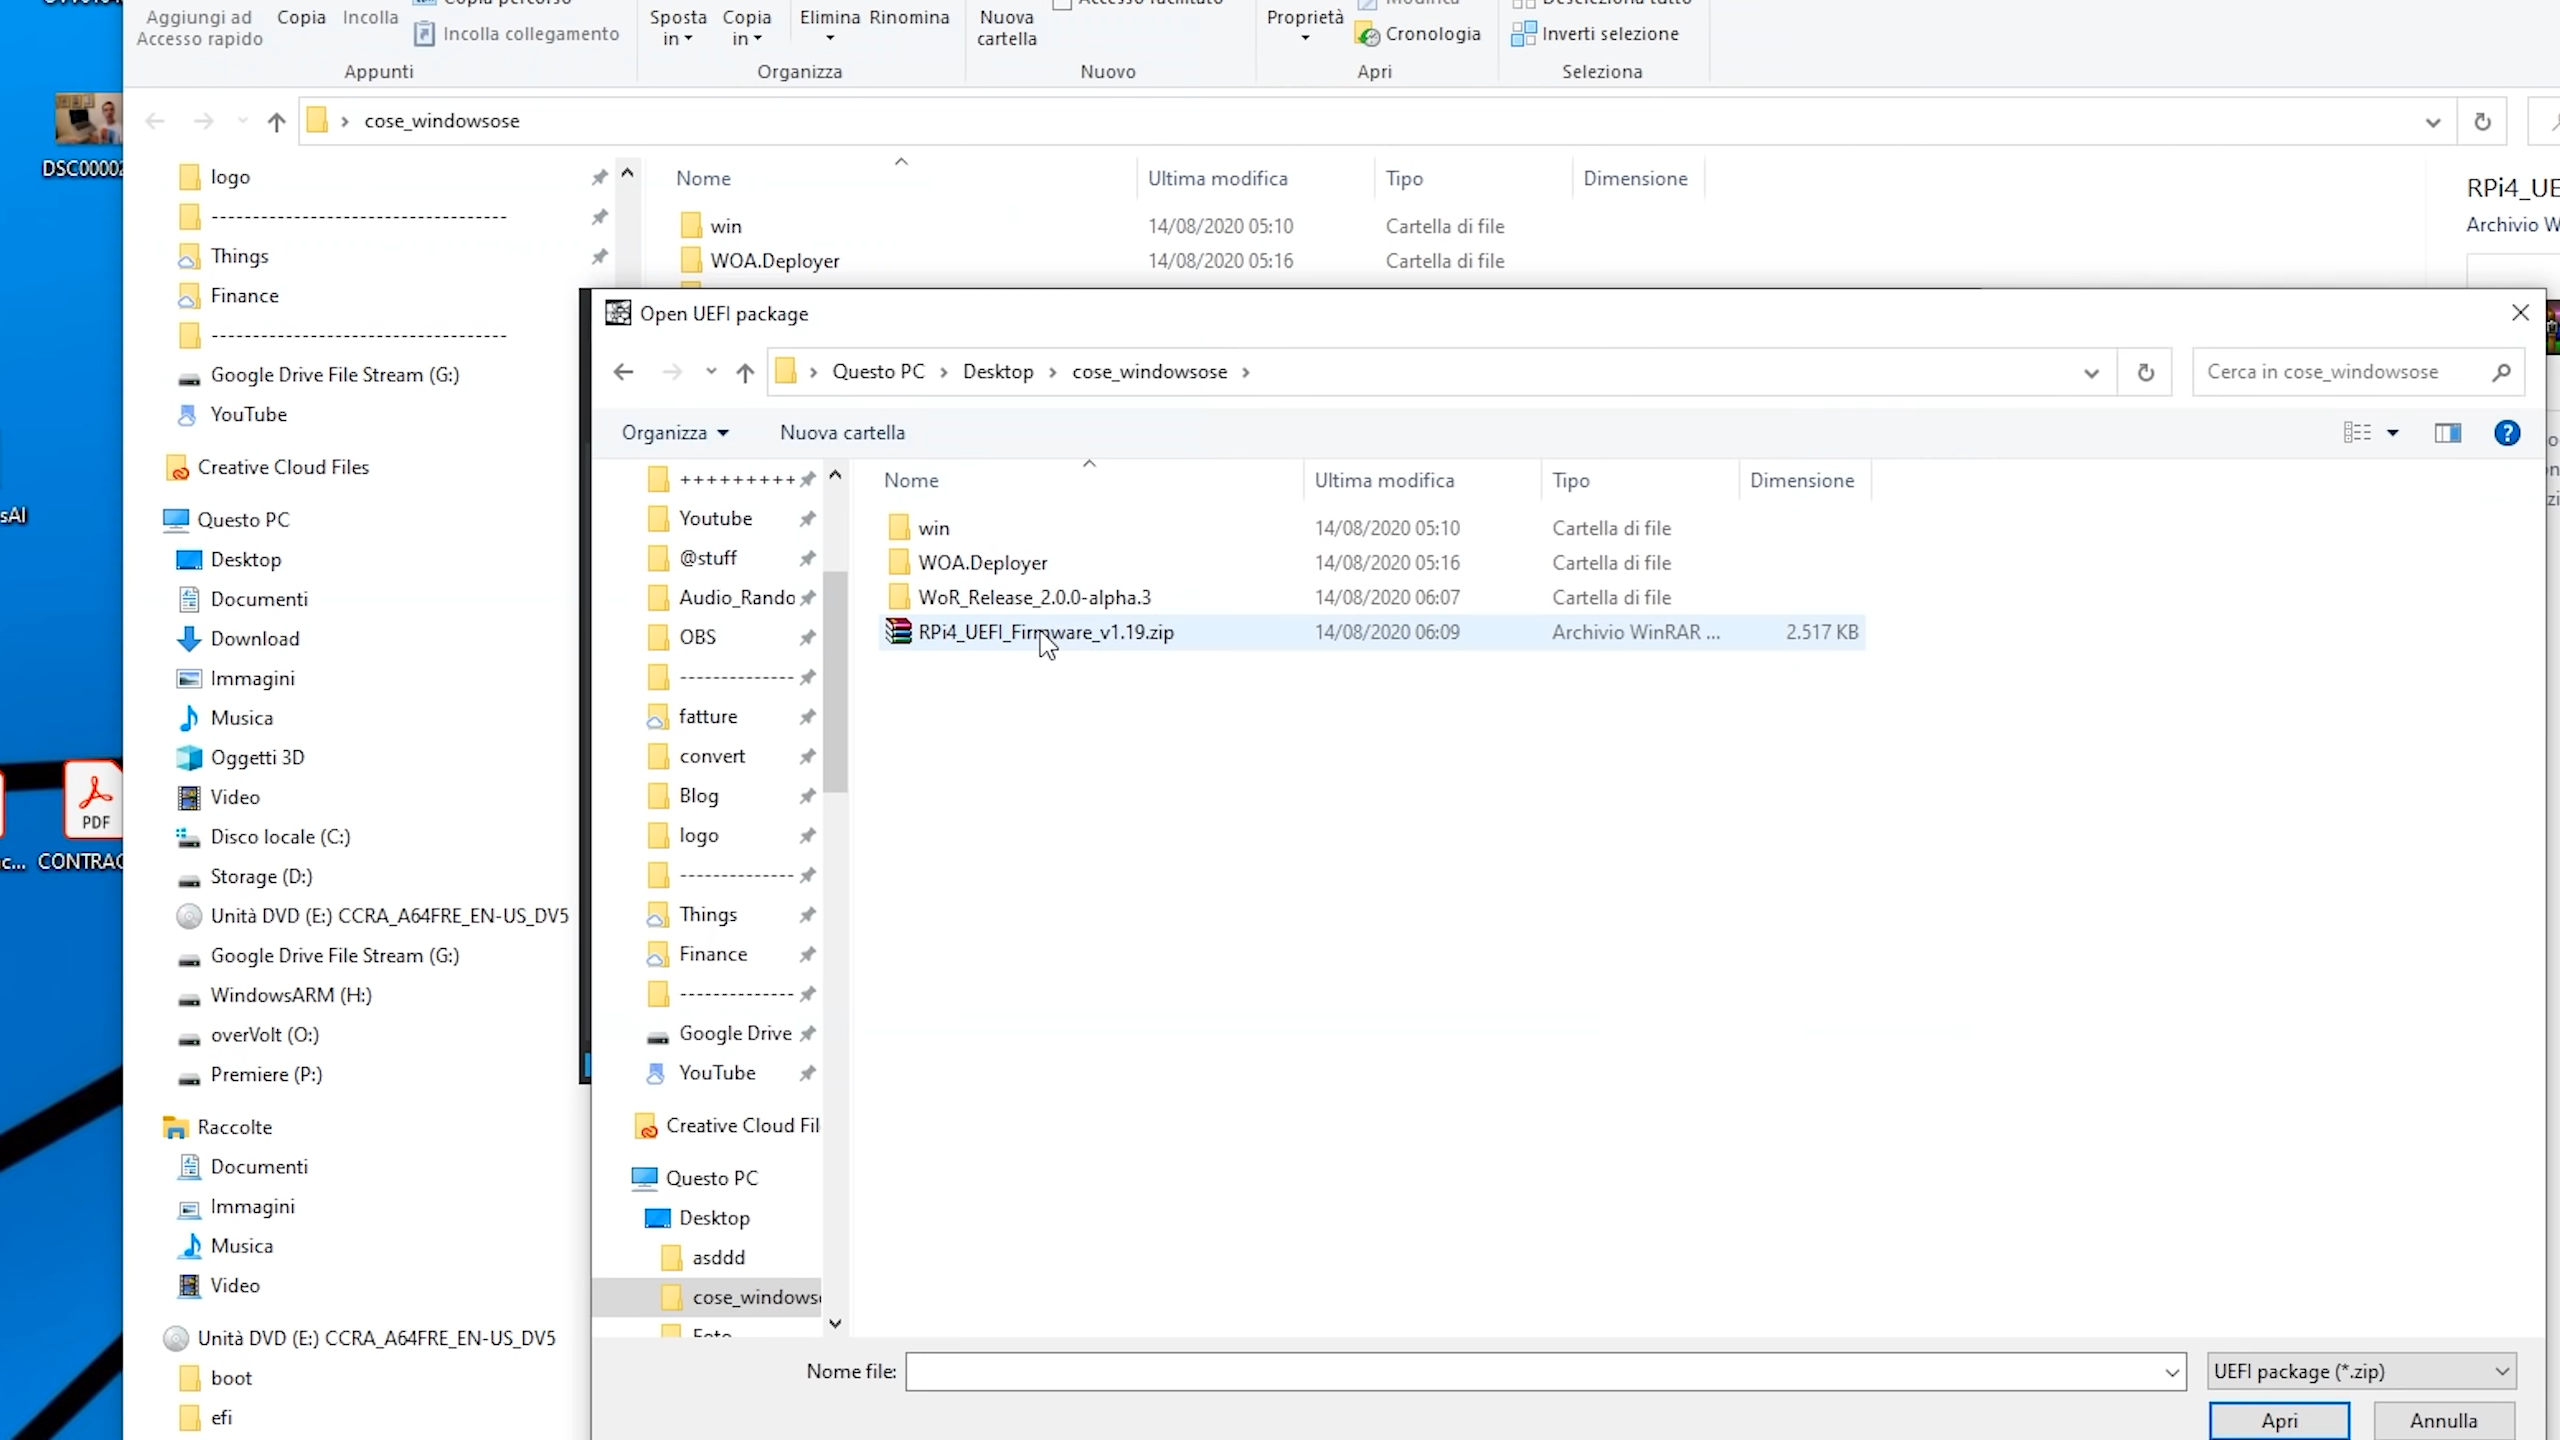 Aggiungi ad
Accesso rapido
Copia
Incolla
Incolla collegamento
Sposta
in
Copia
in
Elimina
Rinomina
Nuova
cartella
Proprietà
Cronologia
Inverti selezione
Appunti
Organizza
Nuovo
Apri
Seleziona
cose_windowsose
DSC00002
logo
-----------------------------------
Things
Finance
-----------------------------------
Google Drive File Stream (G:)
YouTube
Creative Cloud Files
Questo PC
Desktop
Documenti
Download
Immagini
Musica
Oggetti 3D
Video
Disco locale (C:)
Storage (D:)
Unità DVD (E:) CCRA_A64FRE_EN-US_DV5
Google Drive File Stream (G:)
WindowsARM (H:)
overVolt (O:)
Premiere (P:)
Raccolte
Documenti
Immagini
Musica
Video
Unità DVD (E:) CCRA_A64FRE_EN-US_DV5
boot
efi
sAI
PDF
c... CONTRAC
Nome Ultima modifica Tipo Dimensione
win 14/08/2020 05:10 Cartella di file
WOA.Deployer 14/08/2020 05:16 Cartella di file
RPi4_UE
Archivio W
Open UEFI package
Questo PC > Desktop > cose_windowsose >
Cerca in cose_windowsose
Organizza Nuova cartella
+++++++++
Youtube
@stuff
Audio_Rando
OBS
--------------
fatture
convert
Blog
logo
--------------
Things
Finance
--------------
Google Drive
YouTube
Creative Cloud Fil
Questo PC
Desktop
asddd
cose_windows
Nome Ultima modifica Tipo Dimensione
win 14/08/2020 05:10 Cartella di file
WOA.Deployer 14/08/2020 05:16 Cartella di file
WoR_Release_2.0.0-alpha.3 14/08/2020 06:07 Cartella di file
RPi4_UEFI_Firmware_v1.19.zip 14/08/2020 06:09 Archivio WinRAR ... 2.517 KB
Nome file:
UEFI package (*.zip)
Apri Annulla